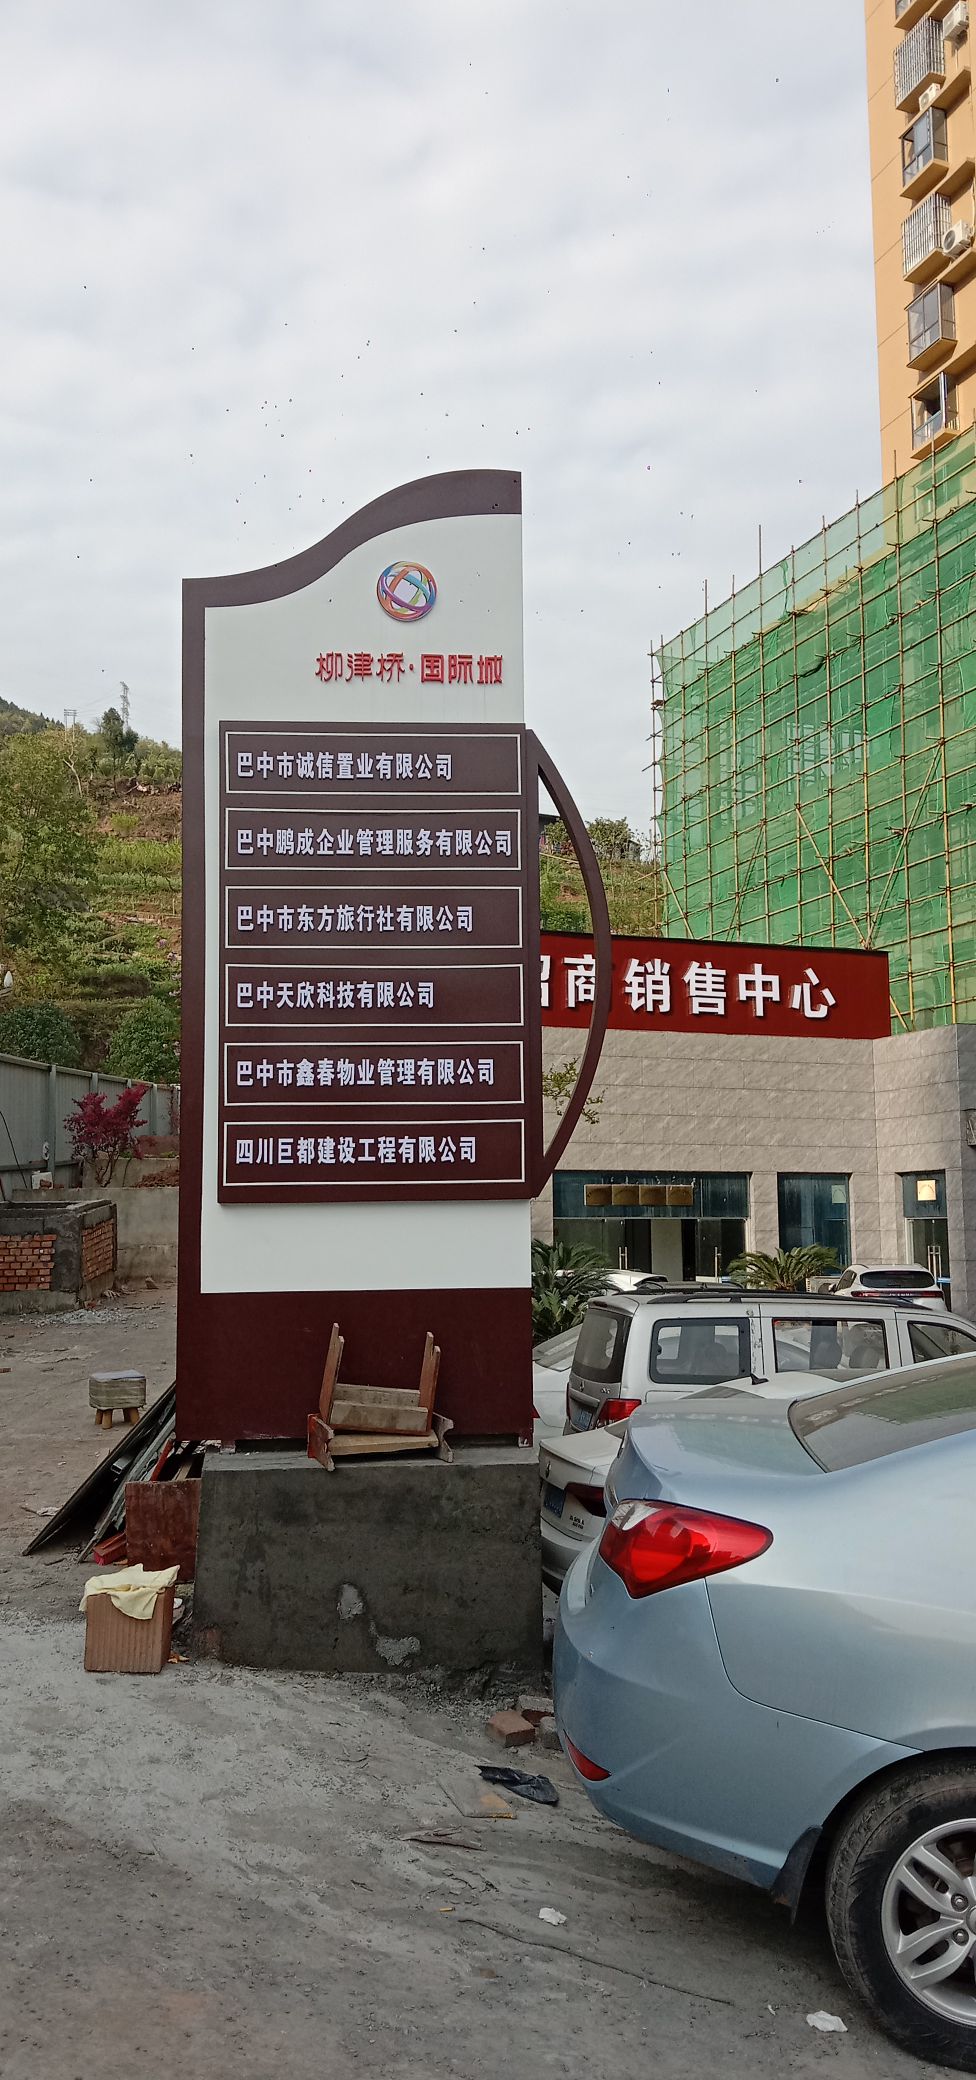 柳津桥·国际城
巴中市诚信置业有限公司
巴中鹏成企业管理服务有限公司
巴中市东方旅行社有限公司
巴中天欣科技有限公司
巴中市鑫春物业管理有限公司
四川巨都建设工程有限公司
招商销售中心